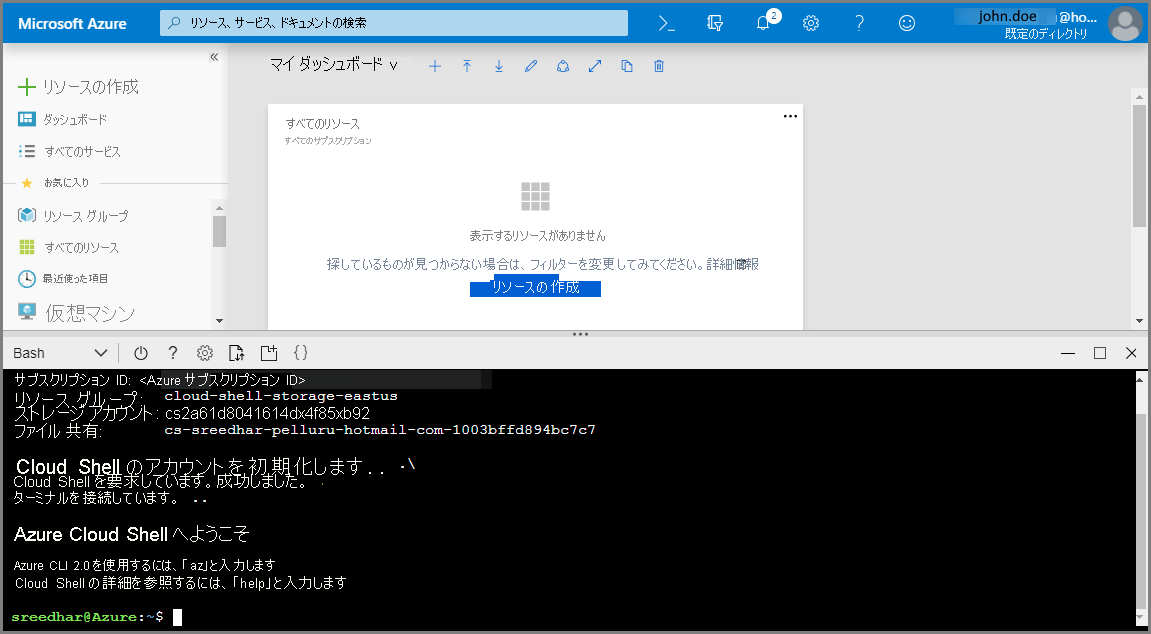 Microsoft Azure
リソース、サービス、ドキュメントの検索
2
john.doe @ho...
既定のディレクトリ
«
リソースの作成
ダッシュボード
すべてのサービス
お気に入り
リソース グループ
すべてのリソース
最近使った項目
仮想マシン
マイ ダッシュボード
すべてのリソース
すべてのサブスクリプション
表示するリソースがありません
探しているものが見つからない場合は、フィルターを変更してみてください。詳細情報
リソースの作成
Bash
サブスクリプション ID: <Azure サブスクリプション ID>
リソース グループ: cloud-shell-storage-eastus
ストレージ アカウント: cs2a61d8041614dx4f85xb92
ファイル 共有: cs-sreedhar-pelluru-hotmail-com-1003bffd894bc7c7
Cloud Shell のアカウントを初期化します.. .\
Cloud Shell を要求しています。成功しました。 .
ターミナルを接続しています。 ..
Azure Cloud Shell へようこそ
Azure CLI 2.0 を使用するには、「az」と入力します
Cloud Shell の詳細を参照するには、「help」と入力します
sreedhar@Azure:~$